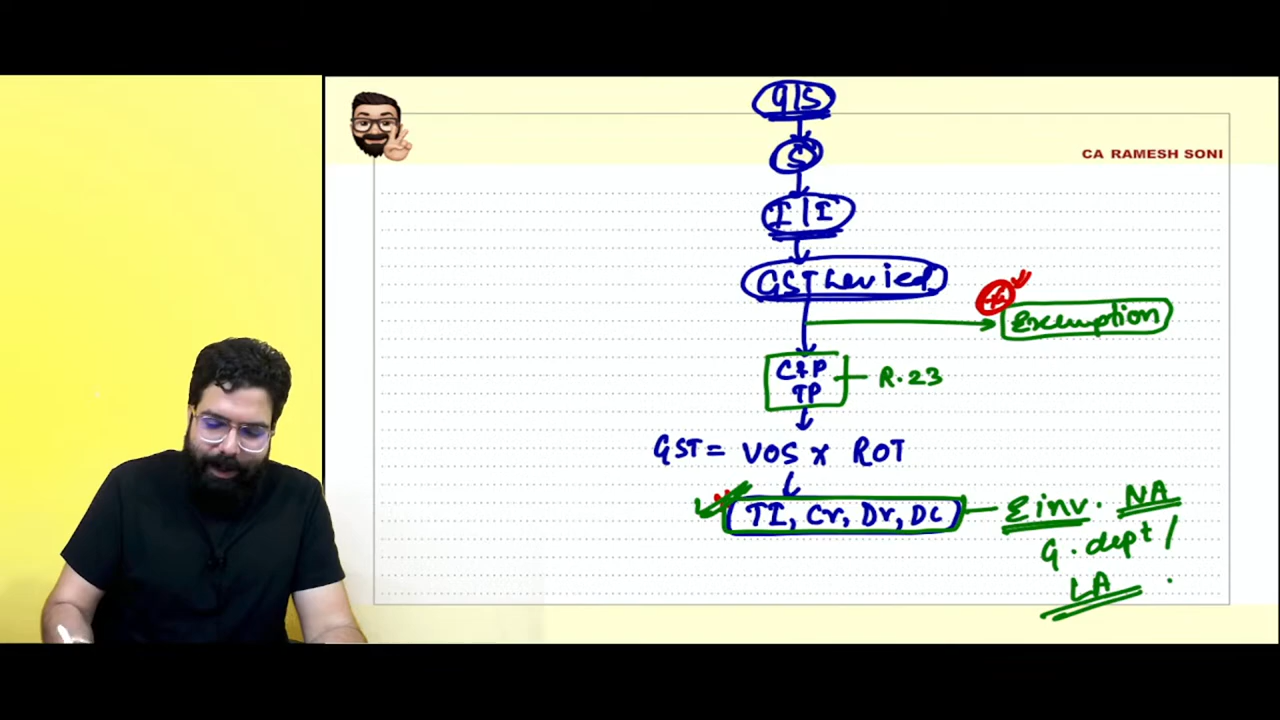 G|S
CA RAMESH SONI
S
I|I
GST Levied
Exemption
C&P
TP
R.23
GST = VOS x ROT
TI, Cr, Dr, DC
E inv. NA
G. dept /
LA